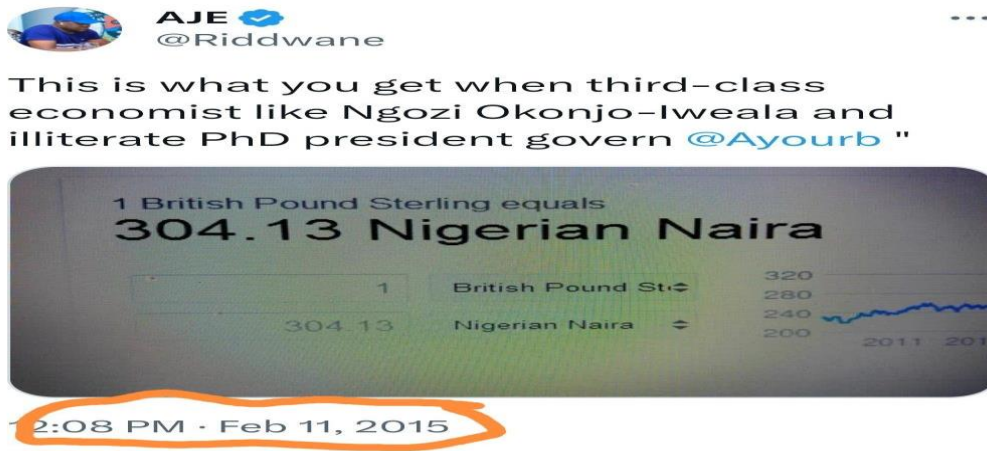 AJE
@Riddwane
This is what you get when third-class
economist like Ngozi Okonjo-Iweala and
illiterate PhD president govern @Ayourb "
1 British Pound Sterling equals
304.13 Nigerian Naira
1 British Pound St
304.13 Nigerian Naira
320
280
240
200
2011 201
12:08 PM · Feb 11, 2015